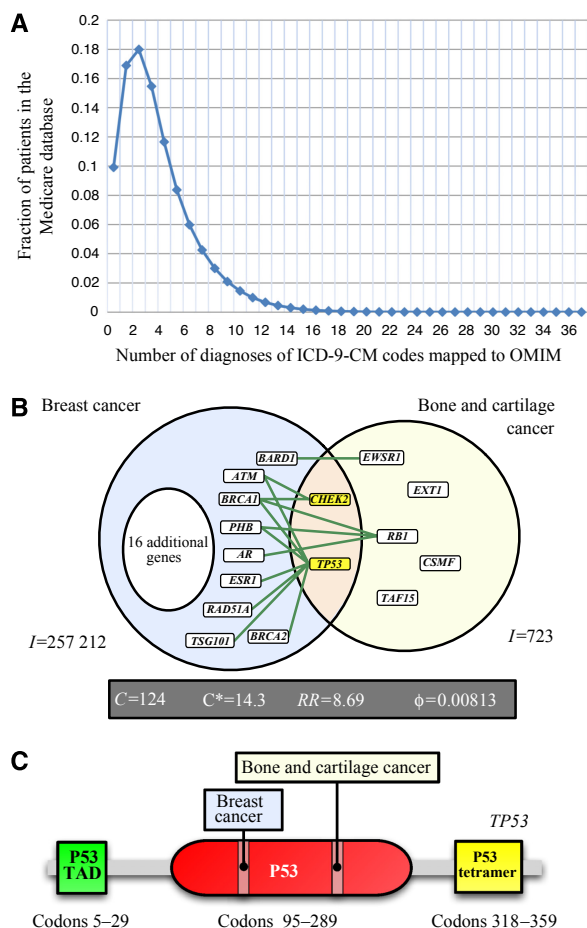 A
Fraction of patients in the
Medicare database
0.2
0.18
0.16
0.14
0.12
0.1
0.08
0.06
0.04
0.02
0
0 2 4 6 8 10 12 14 16 18 20 22 24 26 28 30 32 34 36
Number of diagnoses of ICD-9-CM codes mapped to OMIM
B
Breast cancer
Bone and cartilage
cancer
BARD1
EWSR1
ATM
BRCA1
CHEK2
EXT1
PHB
RB1
16 additional
genes
AR
TP53
CSMF
ESR1
TAF15
RAD51A
TSG101
BRCA2
I=257 212
I=723
C=124 C*=14.3 RR=8.69 ϕ=0.00813
C
Bone and cartilage cancer
Breast
cancer
TP53
P53
TAD
P53
P53
tetramer
Codons 5–29
Codons 95–289
Codons 318–359